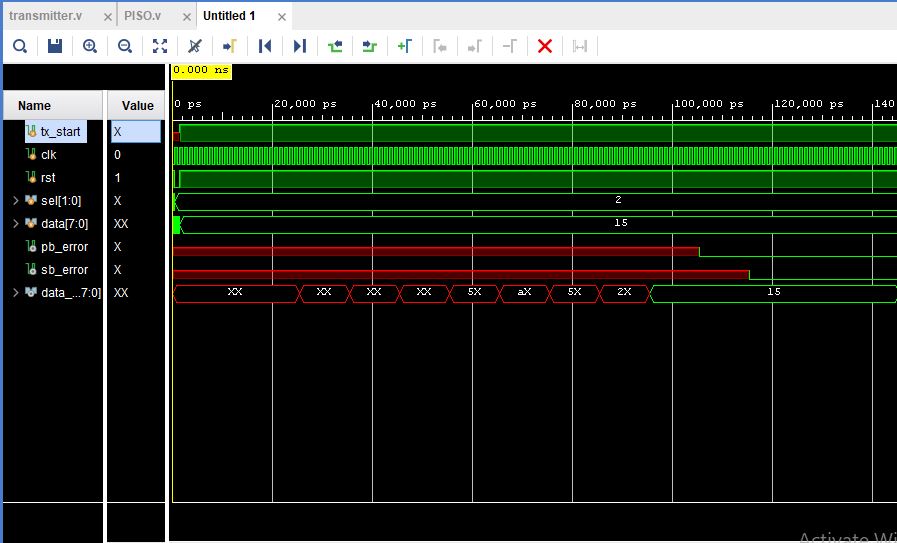 transmitter.v × PISO.v × Untitled 1 ×
0.000 ns
0 ps 20,000 ps 40,000 ps 60,000 ps 80,000 ps 100,000 ps 120,000 ps 140
Name Value
tx_start X
clk 0
rst 1
sel[1:0] X 2
data[7:0] XX 15
pb_error X
sb_error X
data_...7:0] XX XX XX XX XX 5X aX 5X 2X 15
Activate Wi